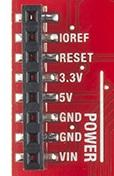 IOREF
RESET
3.3V
5V
GND
GND
VIN
POWER